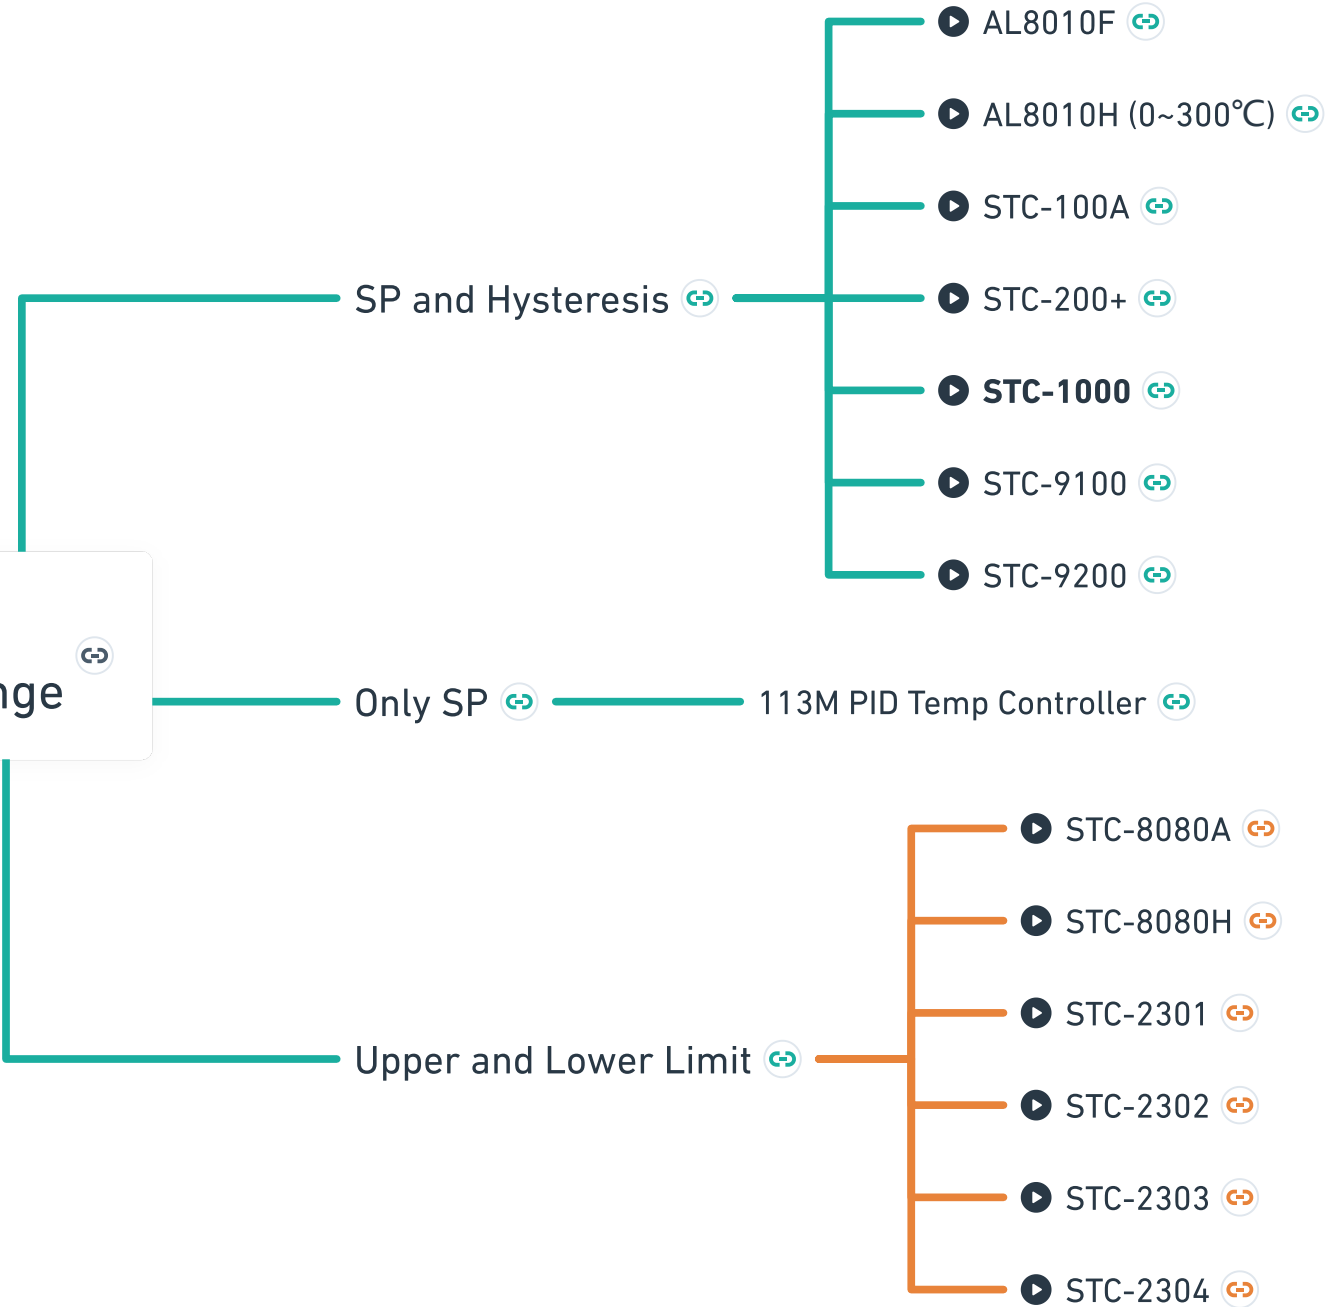 AL8010F
AL8010H (0~300℃)
STC-100A
STC-200+
SP and Hysteresis
STC-1000
STC-9100
STC-9200
nge
Only SP
113M PID Temp Controller
STC-8080A
STC-8080H
STC-2301
Upper and Lower Limit
STC-2302
STC-2303
STC-2304